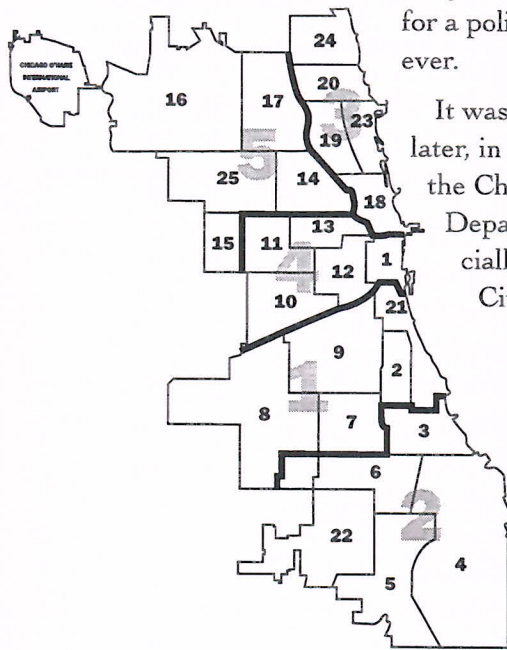 for a poli
ever.
It was
later, in
the Ch
Depa
ciall
Ci
CHICAGO O'HARE
INTERNATIONAL
AIRPORT
24
16
17
20
3
23
19
5
25
14
18
13
15
11
1
4
12
10
21
9
2
1
8
7
3
6
2
22
4
5